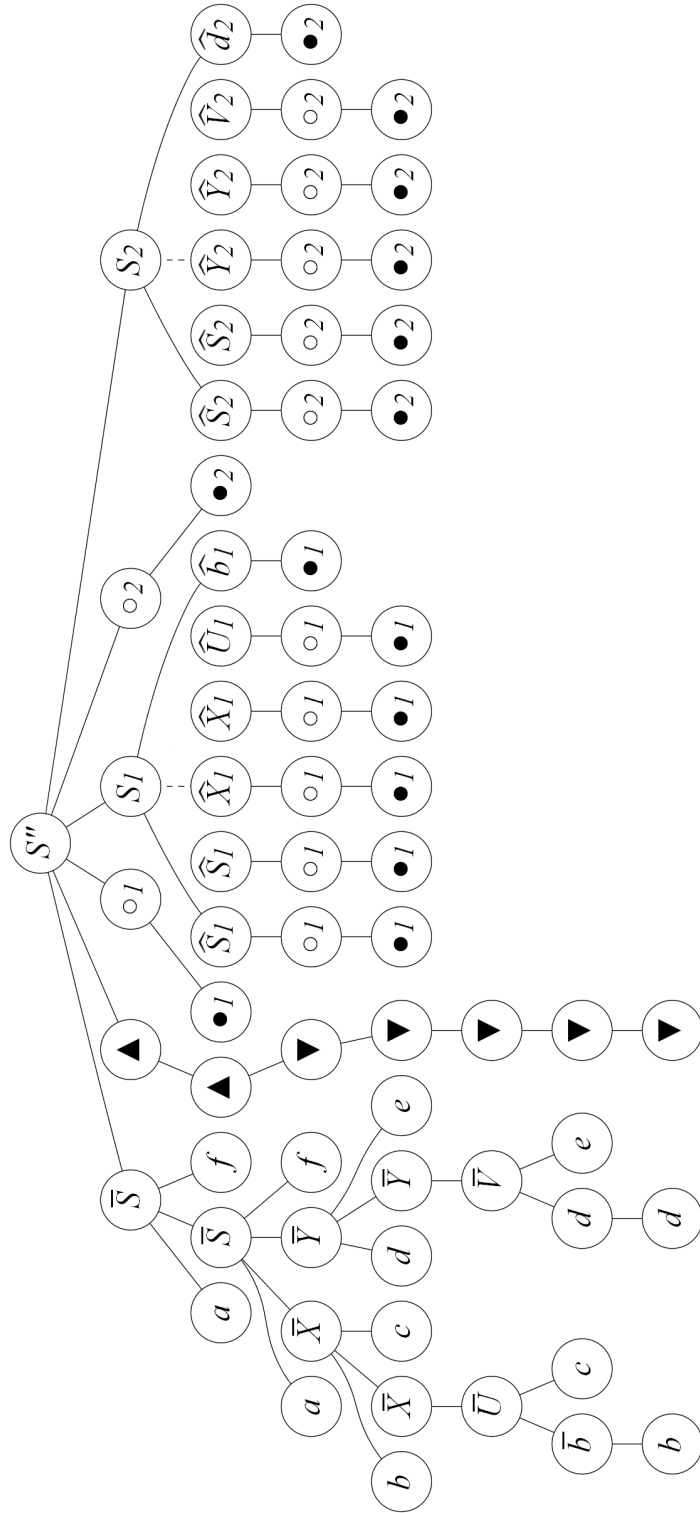 S″
S̅ ▶ ○1 S1 ○2 S2
a S̅ f ▶ ●1 Ŝ1 Ŝ1 X̂1 X̂1 Û1 b̂1 ●2 Ŝ2 Ŝ2 Ŷ2 Ŷ2 V̂2 d̂2
a X̅ Y̅ f ◀ ○1 ○1 ○1 ○1 ○1 ●1 ○2 ○2 ○2 ○2 ○2 ●2
b X̅ c d Y̅ e ◀ ●1 ●1 ●1 ●1 ●1 ●2 ●2 ●2 ●2 ●2
U̅ V̅ ◀
b̅ c d e ◀
b d ◀